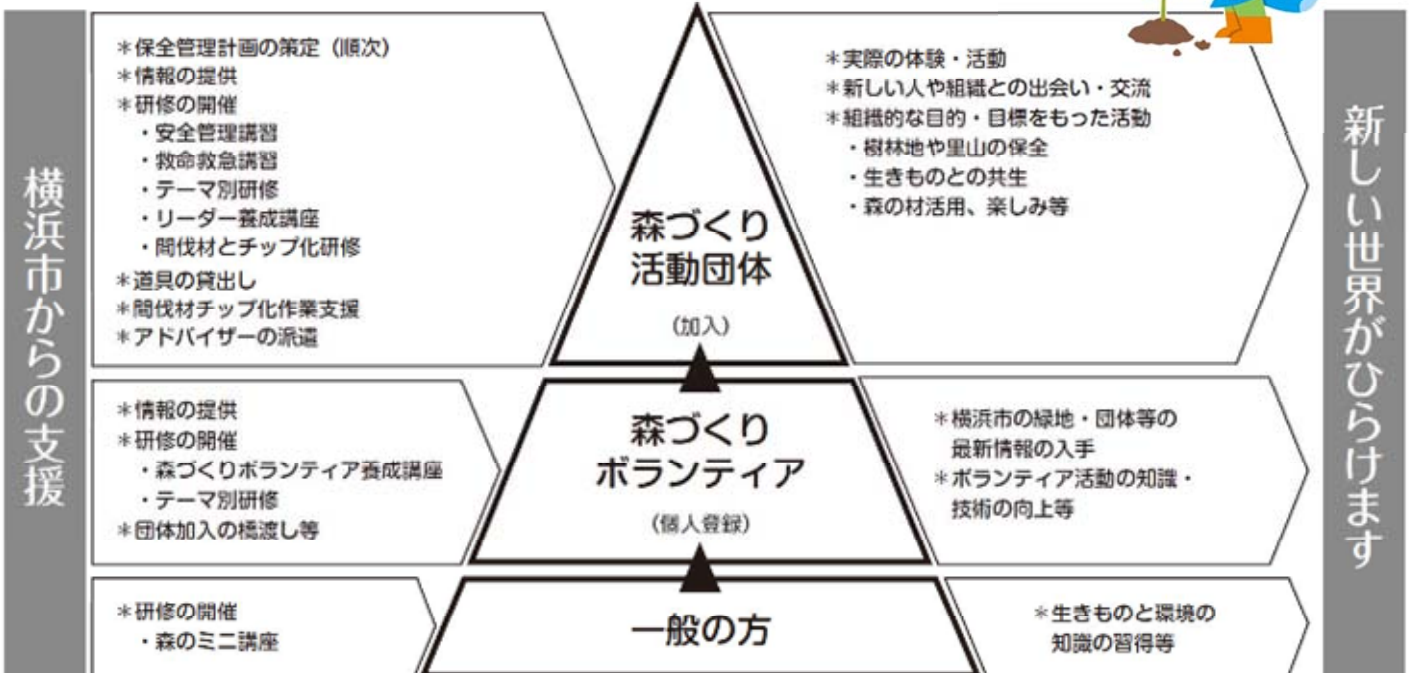 横浜市からの支援
＊保全管理計画の策定（順次）
＊情報の提供
＊研修の開催
・安全管理講習
・救命救急講習
・テーマ別研修
・リーダー養成講座
・間伐材とチップ化研修
＊道具の貸出し
＊間伐材チップ化作業支援
＊アドバイザーの派遣
森づくり
活動団体
（加入）
＊実際の体験・活動
＊新しい人や組織との出会い・交流
＊組織的な目的・目標をもった活動
・樹林地や里山の保全
・生きものとの共生
・森の材活用、楽しみ等
＊情報の提供
＊研修の開催
・森づくりボランティア養成講座
・テーマ別研修
＊団体加入の橋渡し等
森づくり
ボランティア
（個人登録）
＊横浜市の緑地・団体等の
最新情報の入手
＊ボランティア活動の知識・
技術の向上等
＊研修の開催
・森のミニ講座
一般の方
＊生きものと環境の
知識の習得等
新しい世界がひらけます